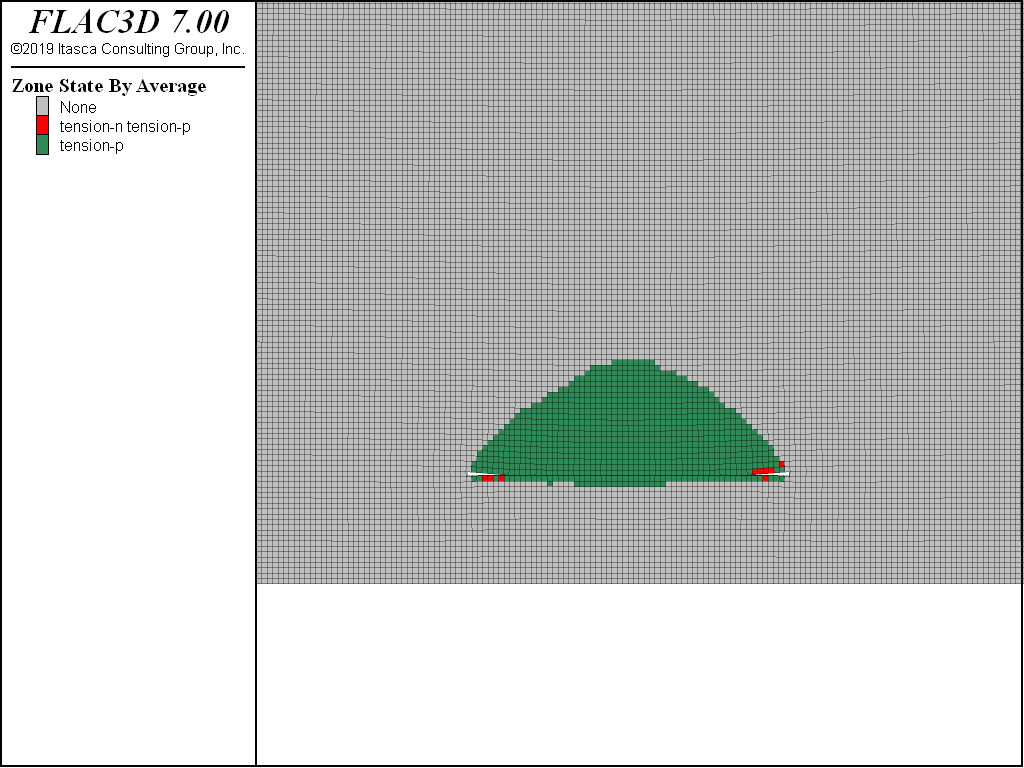 FLAC3D 7.00
©2019 Itasca Consulting Group, Inc.
Zone State By Average
None
tension-n tension-p
tension-p